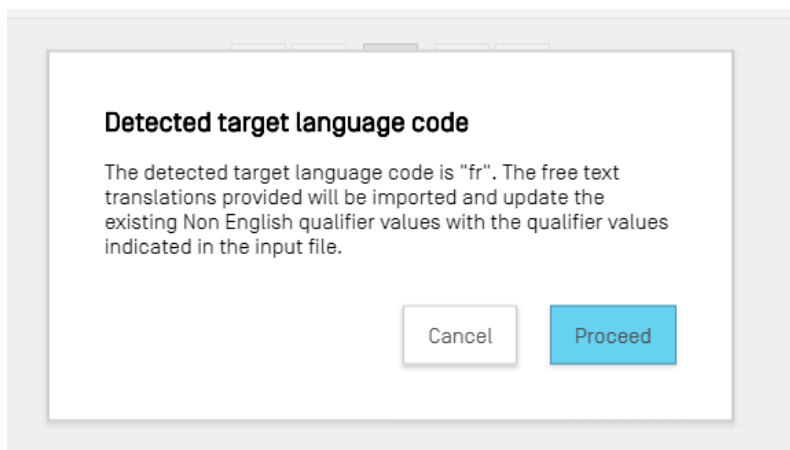 Detected target language code
The detected target language code is "fr". The free text
translations provided will be imported and update the
existing Non English qualifier values with the qualifier values
indicated in the input file.
Cancel
Proceed